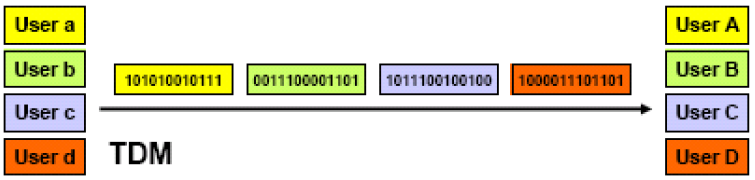 User a
User b
User c
User d
101010010111
0011100001101
1011100100100
1000011101101
TDM
User A
User B
User C
User D